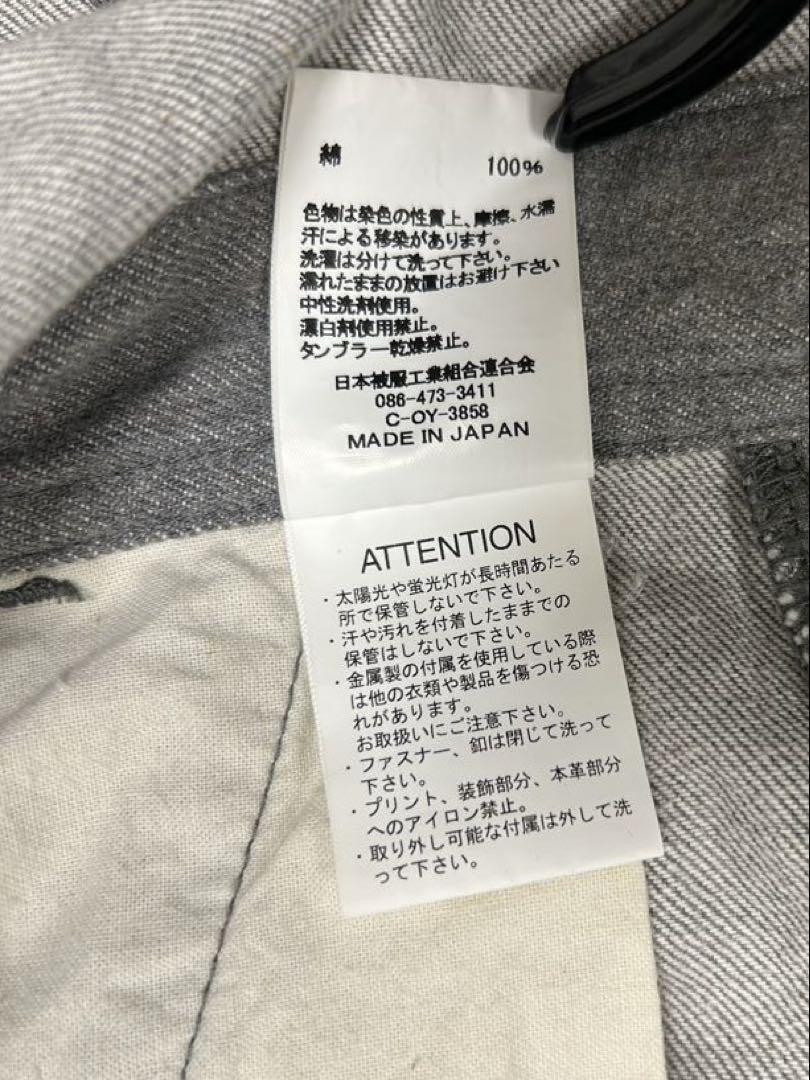 綿 100%
色物は染色の性質上、摩擦、水濡
汗による移染があります。
洗濯は分けて洗って下さい。
濡れたままの放置はお避け下さい
中性洗剤使用。
漂白剤使用禁止。
タンブラー乾燥禁止。
日本被服工業組合連合会
086-473-3411
C-OY-3858
MADE IN JAPAN
ATTENTION
・太陽光や蛍光灯が長時間あたる
所で保管しないで下さい。
・汗や汚れを付着したままでの
保管はしないで下さい。
・金属製の付属を使用している際
は他の衣類や製品を傷つける恐
れがあります。
お取扱いにご注意下さい。
・ファスナー、釦は閉じて洗って
下さい。
・プリント、装飾部分、本革部分
へのアイロン禁止。
・取り外し可能な付属は外して洗
って下さい。